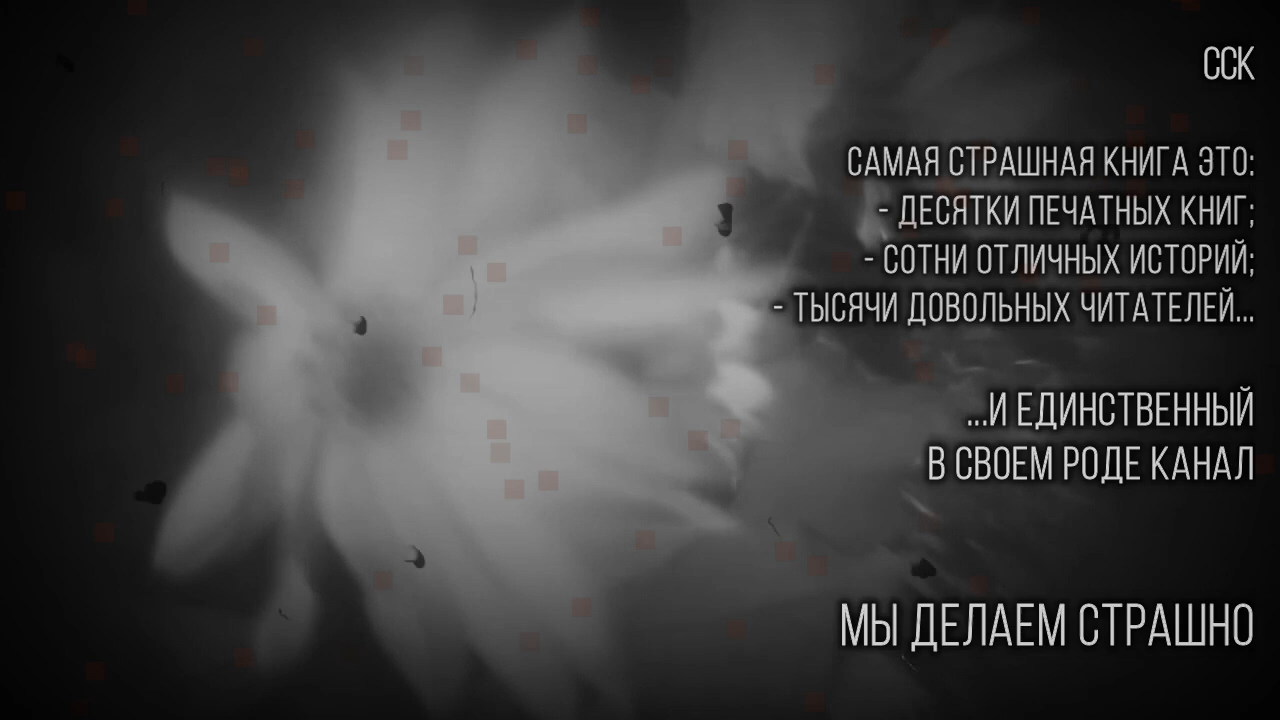 ССК
САМАЯ СТРАШНАЯ КНИГА ЭТО:
- ДЕСЯТКИ ПЕЧАТНЫХ КНИГ;
- СОТНИ ОТЛИЧНЫХ ИСТОРИЙ;
- ТЫСЯЧИ ДОВОЛЬНЫХ ЧИТАТЕЛЕЙ...
...И ЕДИНСТВЕННЫЙ
В СВОЕМ РОДЕ КАНАЛ
МЫ ДЕЛАЕМ СТРАШНО